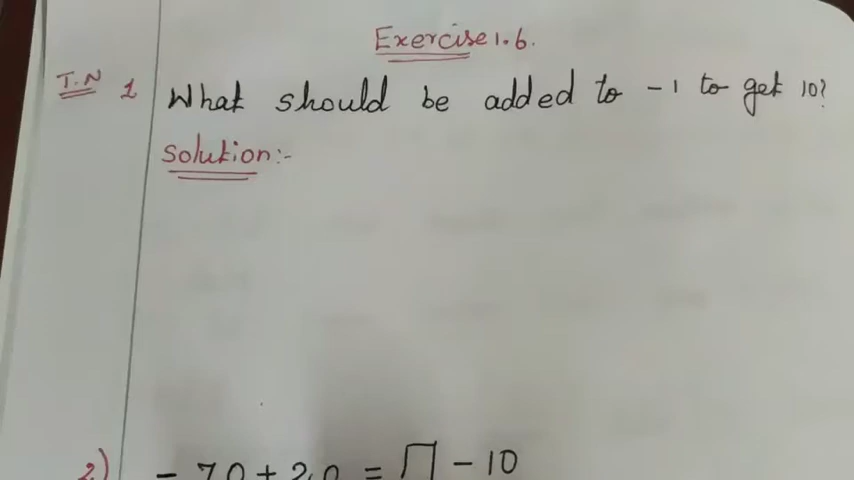 Exercise 1.6.
T.N 1 What should be added to -1 to get 10?
Solution:-
2) -70+20 = □ -10